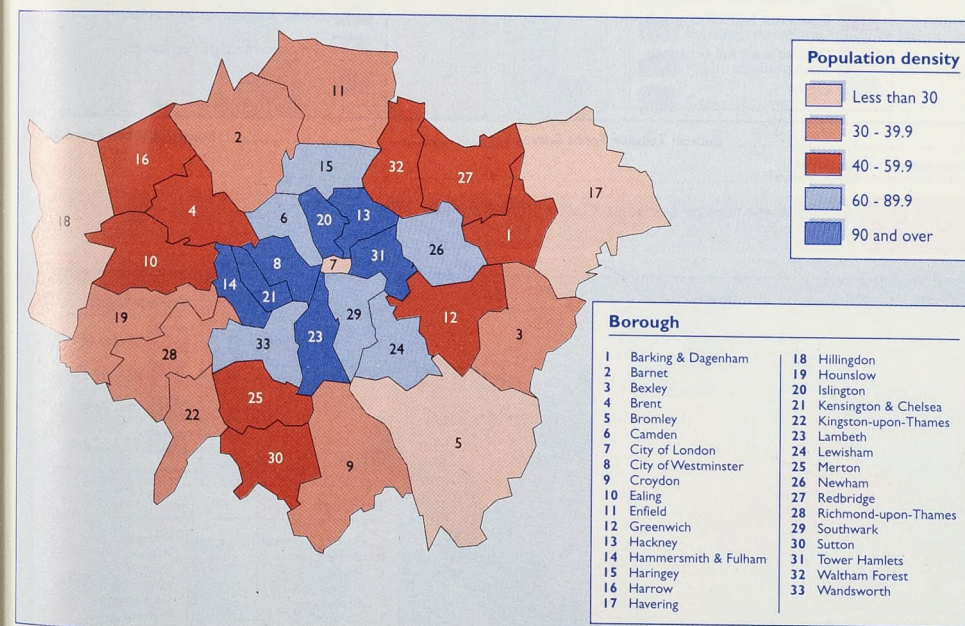 Population density
Less than 30
30 - 39.9
40 - 59.9
60 - 89.9
90 and over
11
2
16
15
32
27
17
18
4
6
20
13
26
1
10
8
7
31
14
21
19
29
12
3
23
33
28
24
25
22
5
30
9
Borough
1 Barking & Dagenham
2 Barnet
3 Bexley
4 Brent
5 Bromley
6 Camden
7 City of London
8 City of Westminster
9 Croydon
10 Ealing
11 Enfield
12 Greenwich
13 Hackney
14 Hammersmith & Fulham
15 Haringey
16 Harrow
17 Havering
18 Hillingdon
19 Hounslow
20 Islington
21 Kensington & Chelsea
22 Kingston-upon-Thames
23 Lambeth
24 Lewisham
25 Merton
26 Newham
27 Redbridge
28 Richmond-upon-Thames
29 Southwark
30 Sutton
31 Tower Hamlets
32 Waltham Forest
33 Wandsworth